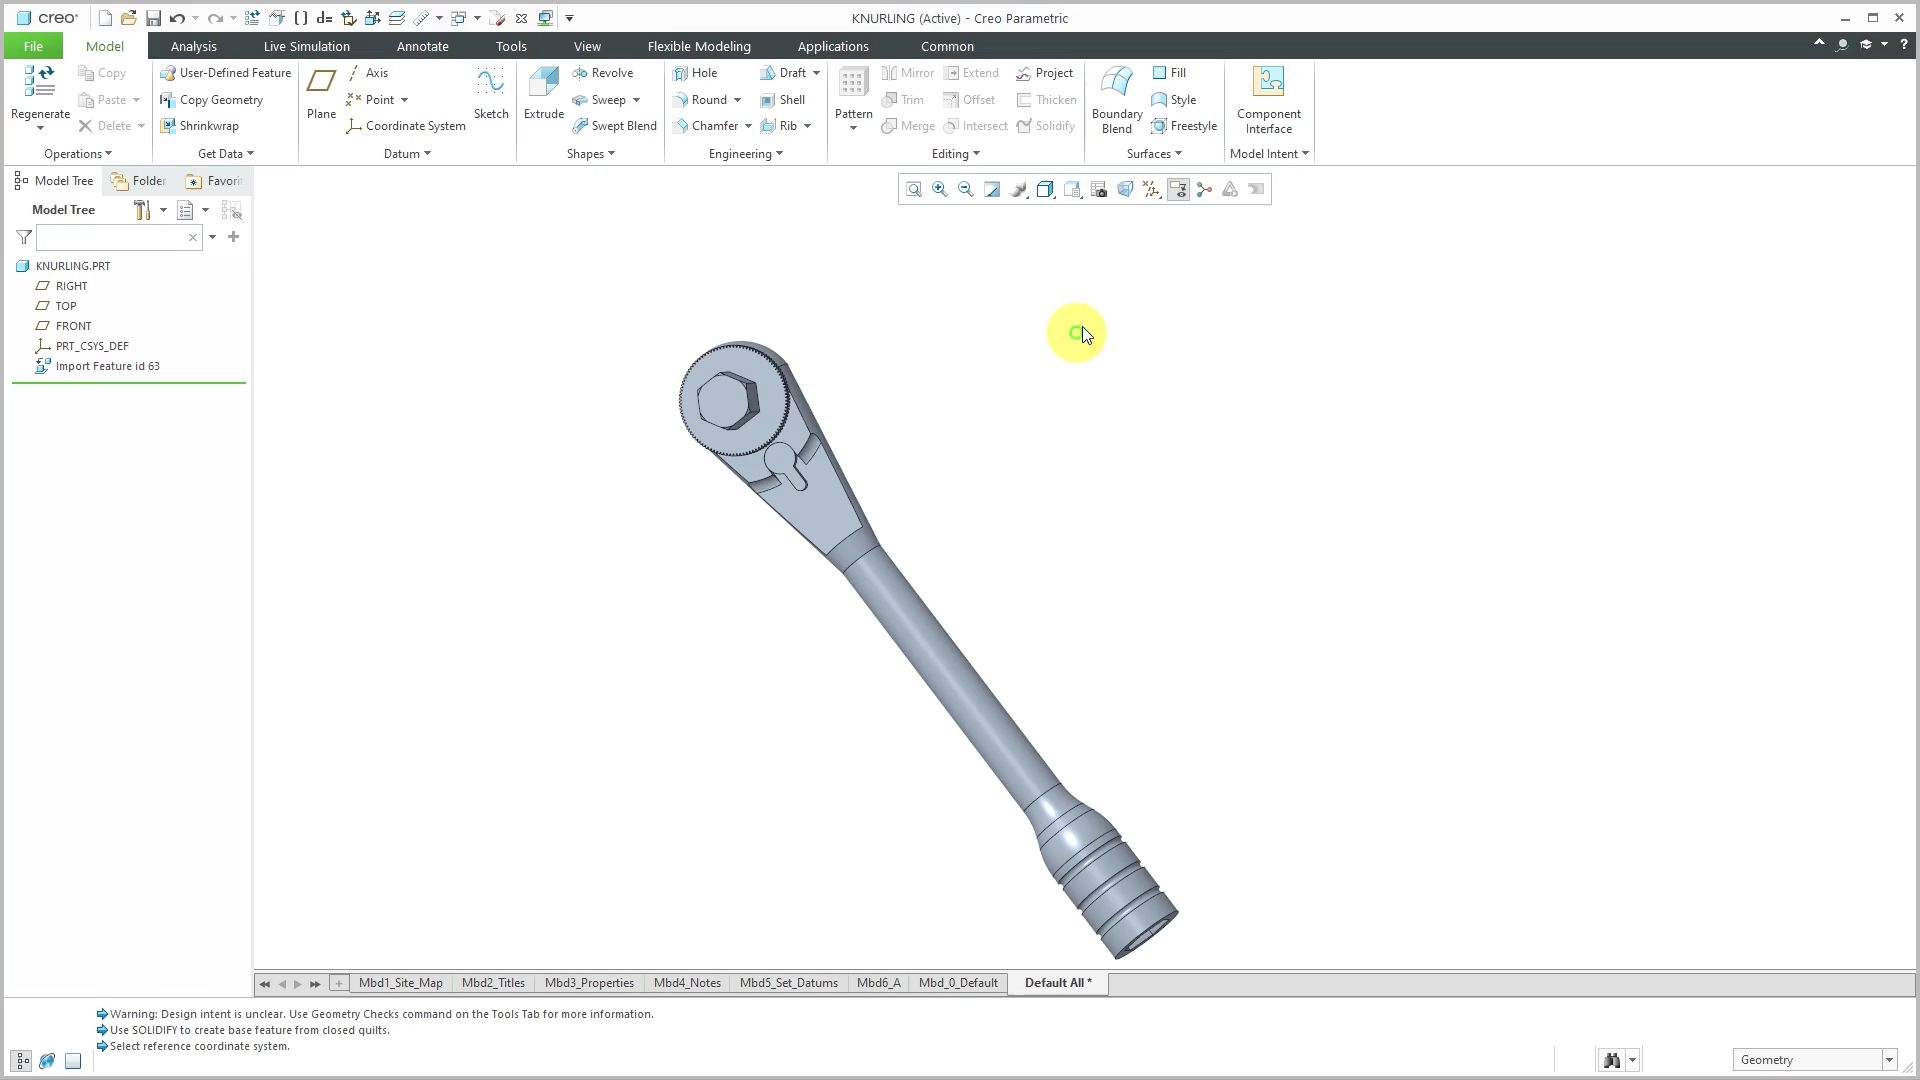 creo KNURLING (Active) - Creo Parametric
File Model Analysis Live Simulation Annotate Tools View Flexible Modeling Applications Common ?
Regenerate
Copy
Paste
Delete
Operations
User-Defined Feature
Copy Geometry
Shrinkwrap
Get Data
Plane
Axis
Point
Coordinate System
Sketch
Datum
Extrude
Revolve
Sweep
Swept Blend
Shapes
Hole
Round
Chamfer
Draft
Shell
Rib
Engineering
Pattern
Mirror
Trim
Merge
Extend
Offset
Intersect
Project
Thicken
Solidify
Editing
Boundary
Blend
Fill
Style
Freestyle
Surfaces
Component
Interface
Model Intent
Model Tree Folder Favori
Model Tree
KNURLING.PRT
RIGHT
TOP
FRONT
PRT_CSYS_DEF
Import Feature id 63
Mbd1_Site_Map Mbd2_Titles Mbd3_Properties Mbd4_Notes Mbd5_Set_Datums Mbd6_A Mbd_0_Default Default All *
Warning: Design intent is unclear. Use Geometry Checks command on the Tools Tab for more information.
Use SOLIDIFY to create base feature from closed quilts.
Select reference coordinate system.
Geometry